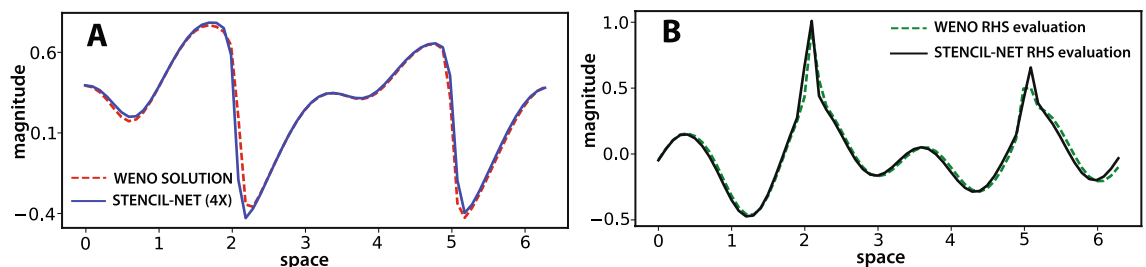 A
magnitude
0.6
0.1
−0.4
WENO SOLUTION
STENCIL-NET (4X)
0 1 2 3 4 5 6
space
B
magnitude
1.0
0.5
0.0
−0.5
WENO RHS evaluation
STENCIL-NET RHS evaluation
0 1 2 3 4 5 6
space